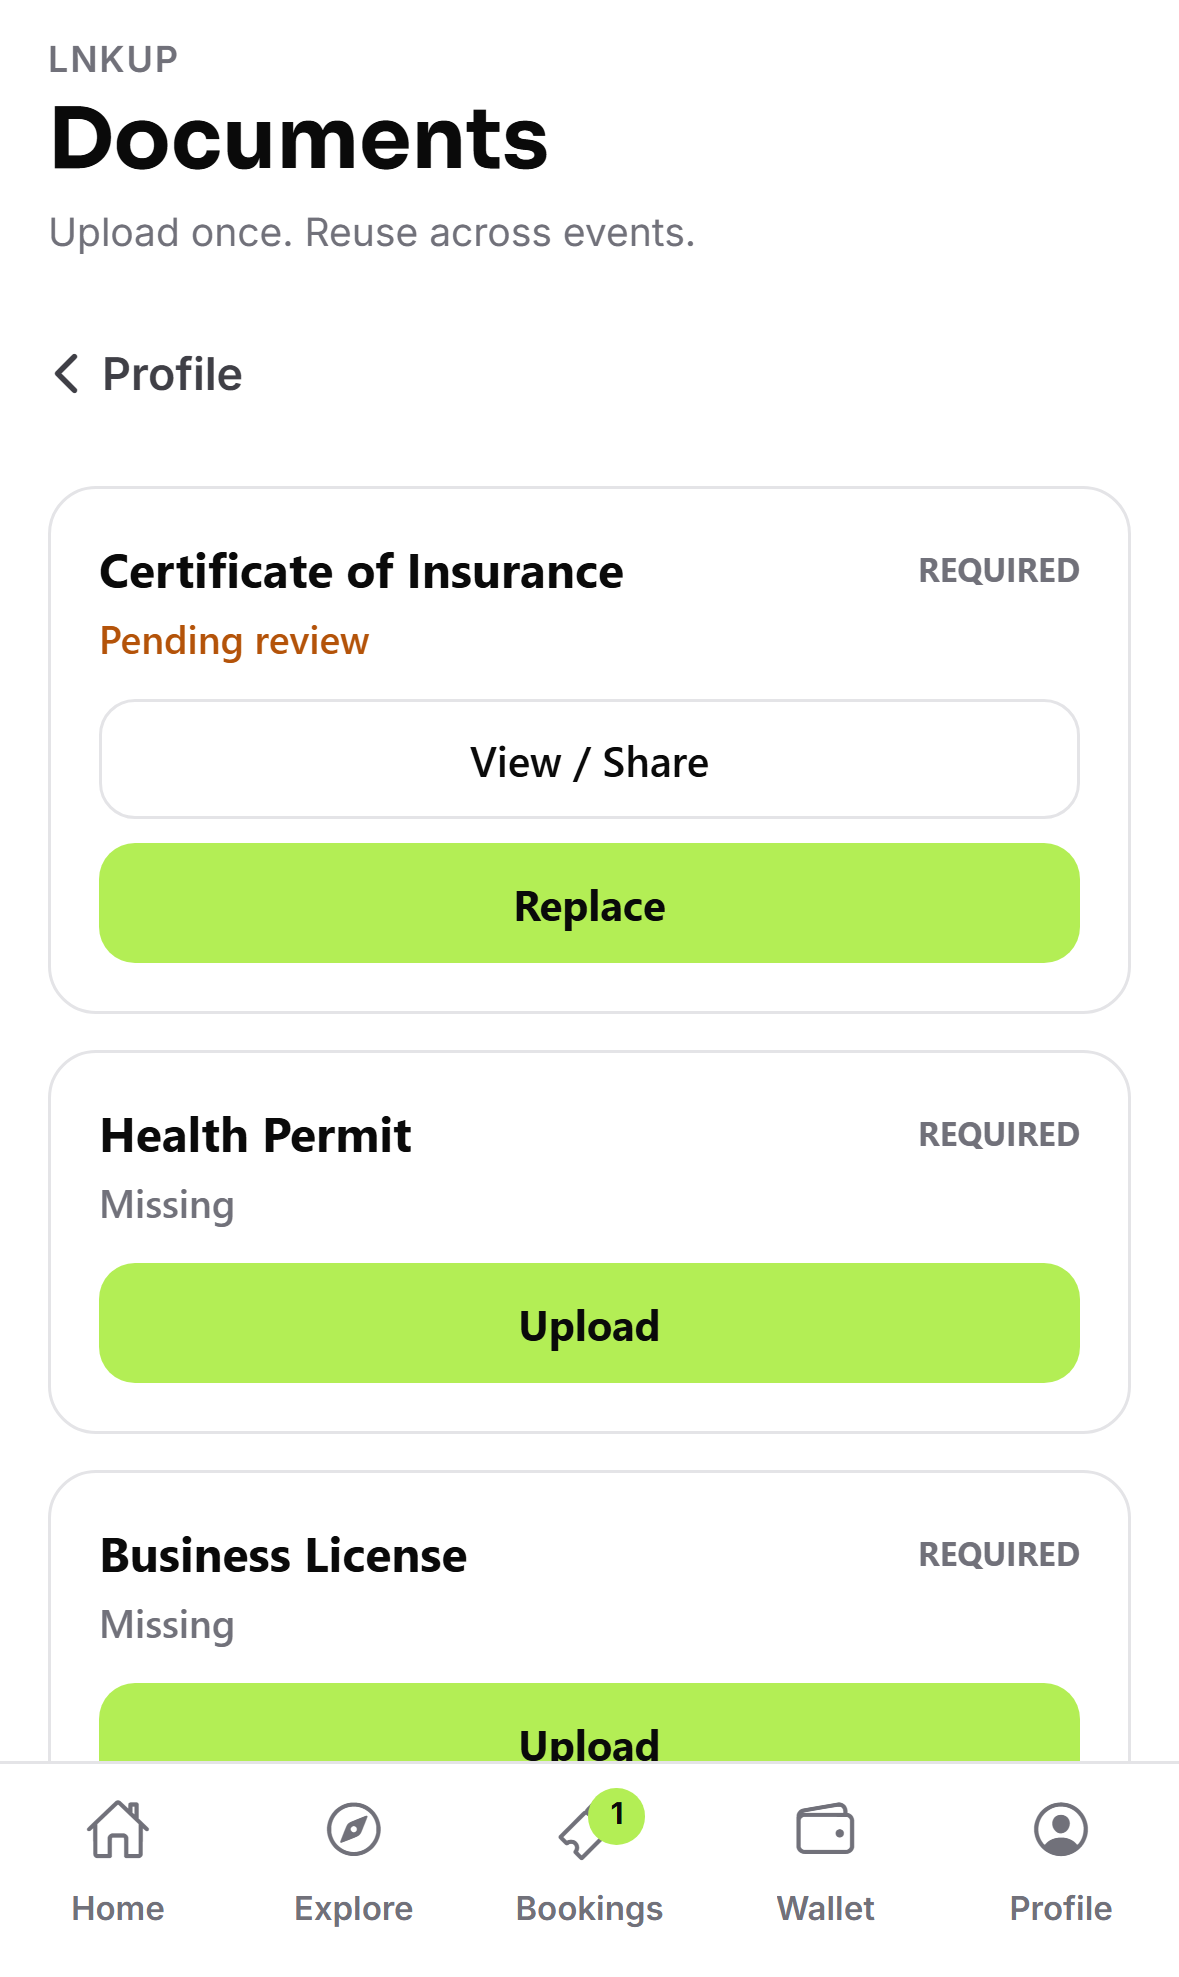 LNKUP
Documents
Upload once. Reuse across events.
Profile
Certificate of Insurance
REQUIRED
Pending review
View / Share
Replace
Health Permit
REQUIRED
Missing
Upload
Business License
REQUIRED
Missing
Upload
1
Home
Explore
Bookings
Wallet
Profile